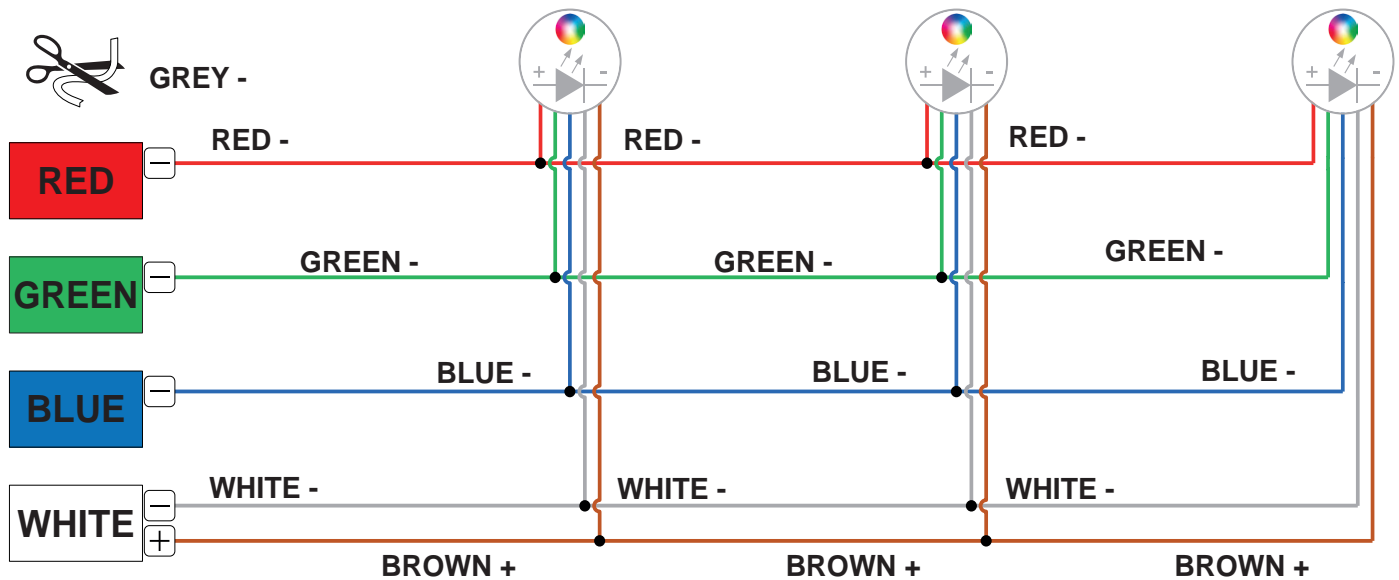 + -
+ -
+ -
GREY -
RED -
RED -
RED -
RED
GREEN -
GREEN -
GREEN -
GREEN
BLUE -
BLUE -
BLUE -
BLUE
WHITE -
WHITE -
WHITE -
WHITE
BROWN +
BROWN +
BROWN +